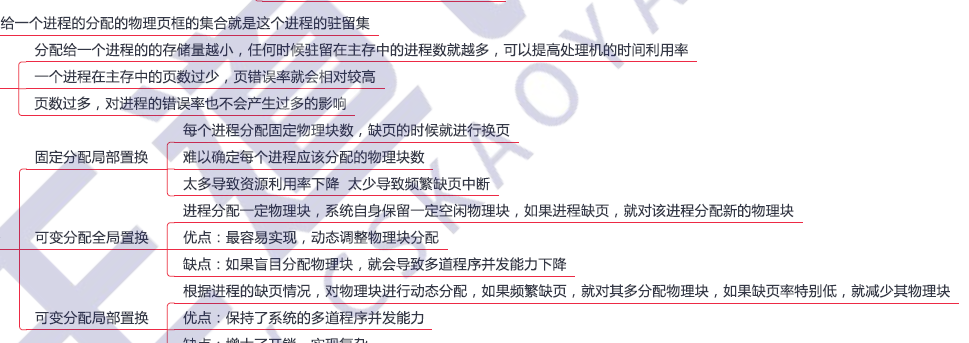 给一个进程的分配的物理页框的集合就是这个进程的驻留集
分配给一个进程的的存储量越小，任何时候驻留在主存中的进程数就越多，可以提高处理机的时间利用率
一个进程在主存中的页数过少，页错误率就会相对较高
页数过多，对进程的错误率也不会产生过多的影响
每个进程分配固定物理块数，缺页的时候就进行换页
固定分配局部置换
难以确定每个进程应该分配的物理块数
太多导致资源利用率下降 太少导致频繁缺页中断
进程分配一定物理块，系统自身保留一定空闲物理块，如果进程缺页，就对该进程分配新的物理块
可变分配全局置换
优点：最容易实现，动态调整物理块分配
缺点：如果盲目分配物理块，就会导致多道程序并发能力下降
根据进程的缺页情况，对物理块进行动态分配，如果频繁缺页，就对其多分配物理块，如果缺页率特别低，就减少其物理块
可变分配局部置换
优点：保持了系统的多道程序并发能力
缺点：增大了开销，实现复杂
CSKAOYA